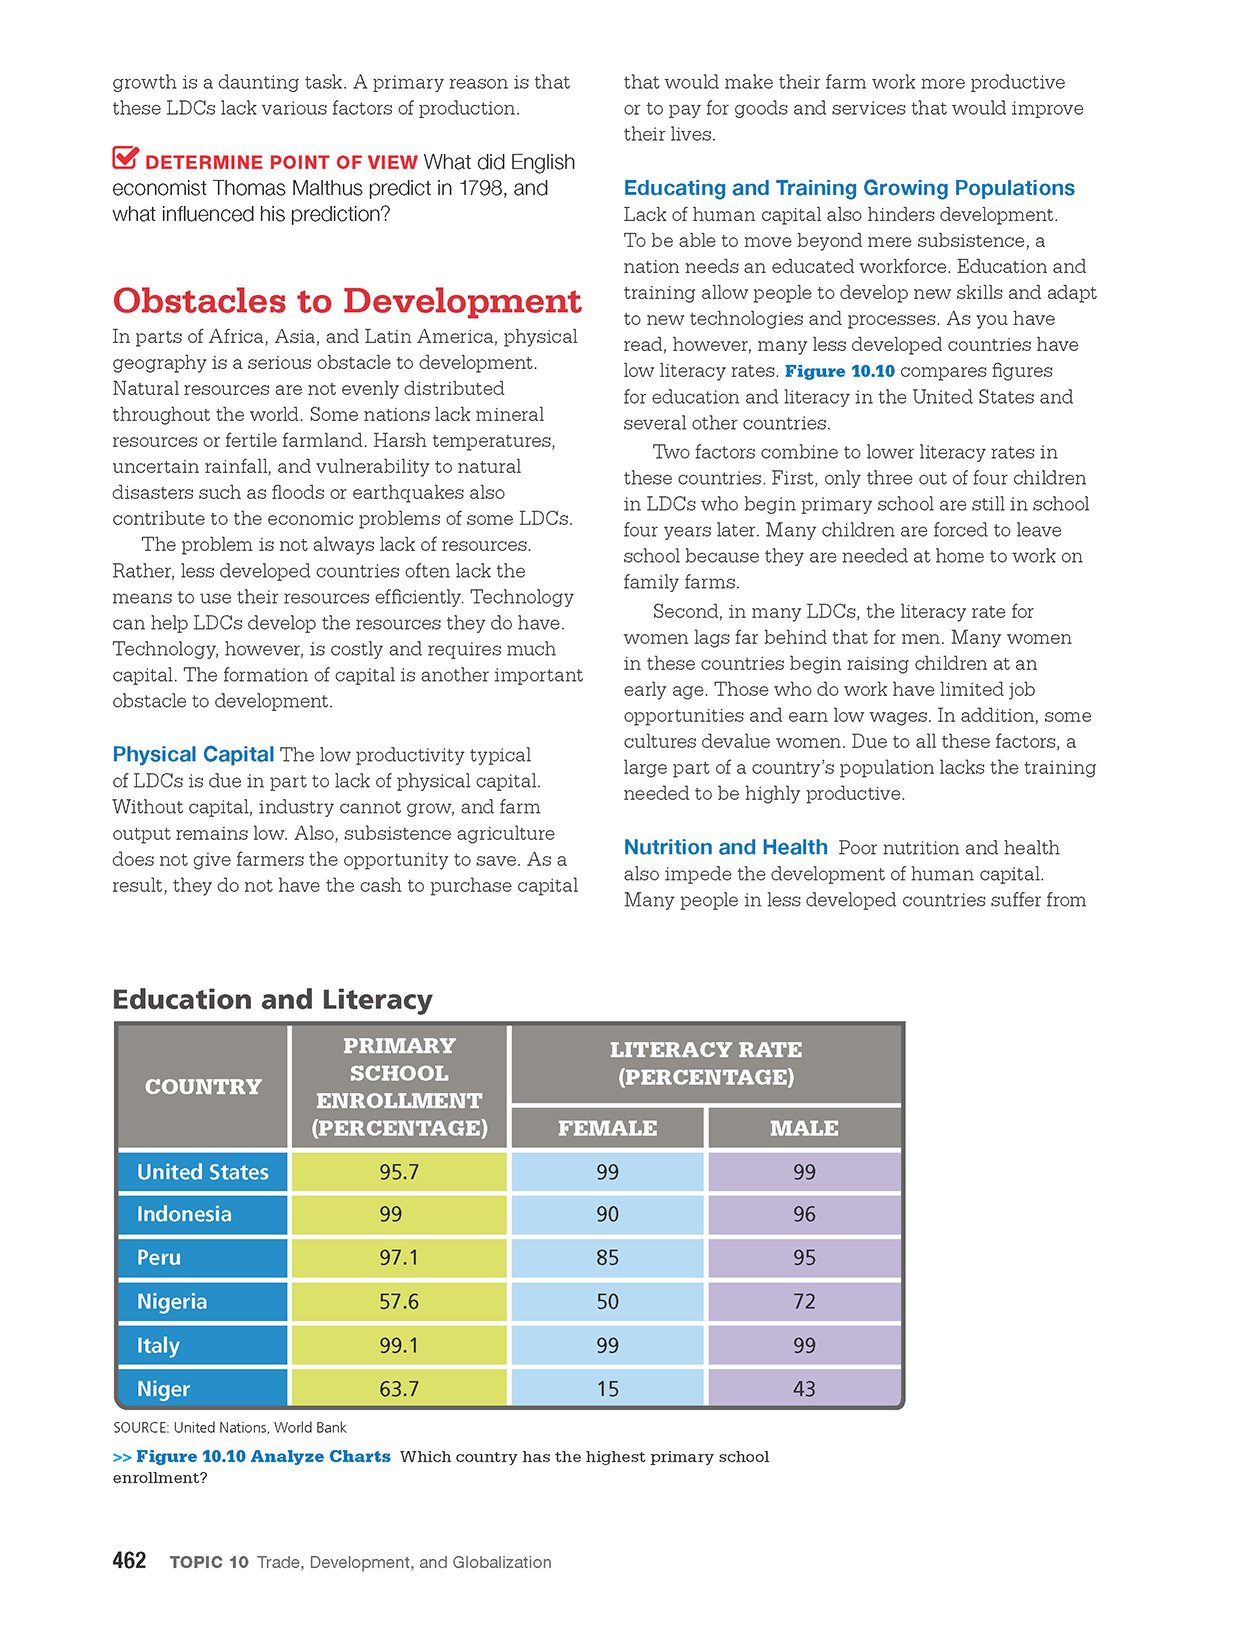 growth is a daunting task. A primary reason is that
these LDCs lack various factors of production.
DETERMINE POINT OF VIEW What did English
economist Thomas Malthus predict in 1798, and
what influenced his prediction?
Obstacles to Development
In parts of Africa, Asia, and Latin America, physical
geography is a serious obstacle to development.
Natural resources are not evenly distributed
throughout the world. Some nations lack mineral
resources or fertile farmland. Harsh temperatures,
uncertain rainfall, and vulnerability to natural
disasters such as floods or earthquakes also
contribute to the economic problems of some LDCs.
The problem is not always lack of resources.
Rather, less developed countries often lack the
means to use their resources efficiently. Technology
can help LDCs develop the resources they do have.
Technology, however, is costly and requires much
capital. The formation of capital is another important
obstacle to development.
Physical Capital The low productivity typical
of LDCs is due in part to lack of physical capital.
Without capital, industry cannot grow, and farm
output remains low. Also, subsistence agriculture
does not give farmers the opportunity to save. As a
result, they do not have the cash to purchase capital
that would make their farm work more productive
or to pay for goods and services that would improve
their lives.
Educating and Training Growing Populations
Lack of human capital also hinders development.
To be able to move beyond mere subsistence, a
nation needs an educated workforce. Education and
training allow people to develop new skills and adapt
to new technologies and processes. As you have
read, however, many less developed countries have
low literacy rates. Figure 10.10 compares figures
for education and literacy in the United States and
several other countries.
Two factors combine to lower literacy rates in
these countries. First, only three out of four children
in LDCs who begin primary school are still in school
four years later. Many children are forced to leave
school because they are needed at home to work on
family farms.
Second, in many LDCs, the literacy rate for
women lags far behind that for men. Many women
in these countries begin raising children at an
early age. Those who do work have limited job
opportunities and earn low wages. In addition, some
cultures devalue women. Due to all these factors, a
large part of a country's population lacks the training
needed to be highly productive.
Nutrition and Health Poor nutrition and health
also impede the development of human capital.
Many people in less developed countries suffer from
Education and Literacy
COUNTRY
PRIMARY
SCHOOL
ENROLLMENT
(PERCENTAGE)
LITERACY RATE
(PERCENTAGE)
FEMALE MALE
United States 95.7 99 99
Indonesia 99 90 96
Peru 97.1 85 95
Nigeria 57.6 50 72
Italy 99.1 99 99
Niger 63.7 15 43
SOURCE: United Nations, World Bank
>> Figure 10.10 Analyze Charts Which country has the highest primary school
enrollment?
462 TOPIC 10 Trade, Development, and Globalization